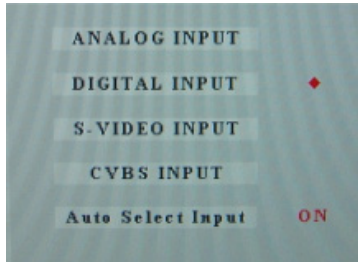 ANALOG INPUT
DIGITAL INPUT
S-VIDEO INPUT
CVBS INPUT
Auto Select Input ON